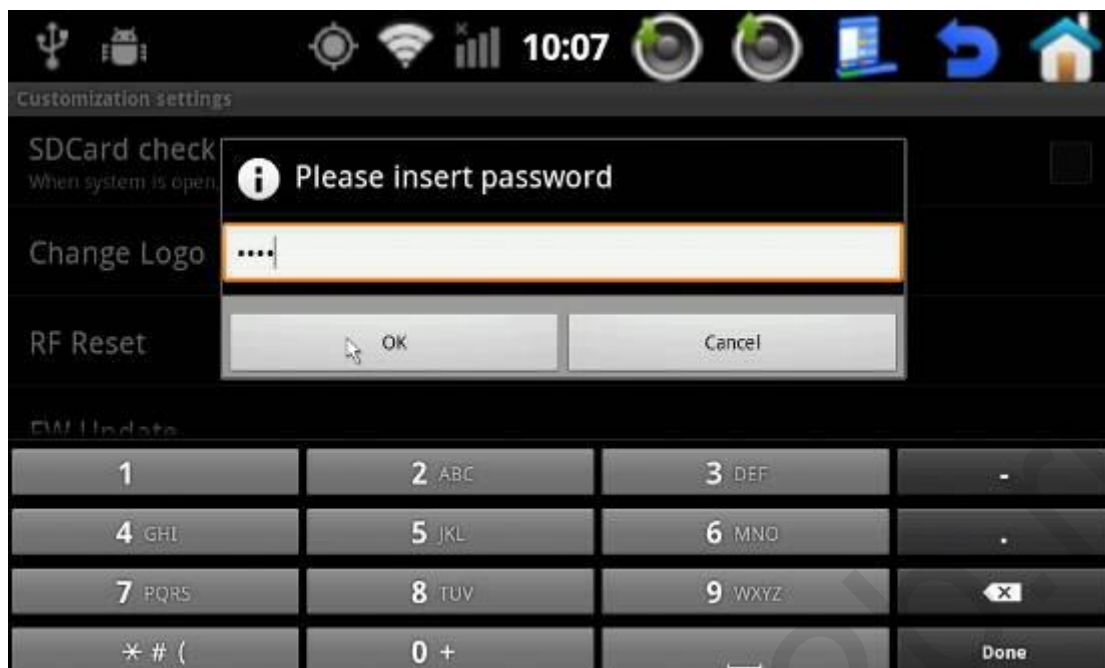 10:07
Customization settings
SDCard check
When system is open,
Please insert password
••••
Change Logo
OK
Cancel
RF Reset
FW Update
1
2 ABC
3 DEF
-
4 GHI
5 JKL
6 MNO
.
7 PQRS
8 TUV
9 WXYZ
* # (
0 +
Done